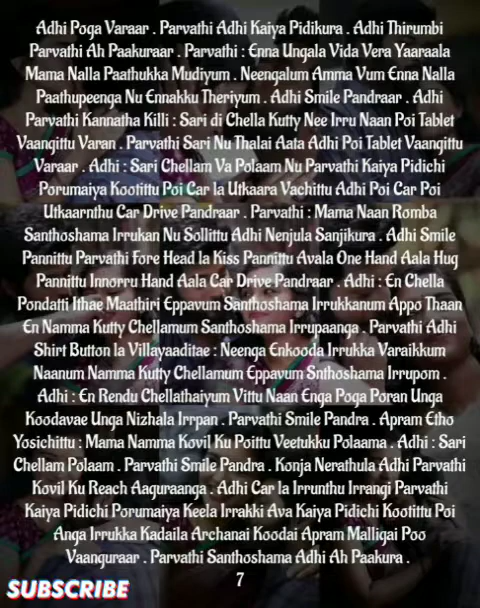 Adhi Poga Varaar . Parvathi Adhi Kaiya Pidikura . Adhi Thirumbi
Parvathi Ah Paakuraar . Parvathi : Enna Ungala Vida Vera Yaaraala
Mama Nalla Paathukka Mudiyum . Neengalum Amma Vum Enna Nalla
Paathupeenga Nu Ennakku Theriyum . Adhi Smile Pandraar . Adhi
Parvathi Kannatha Killi : Sari di Chella Kutty Nee Irru Naan Poi Tablet
Vaangittu Varan . Parvathi Sari Nu Thalai Aata Adhi Poi Tablet Vaangittu
Varaar . Adhi : Sari Chellam Va Polaam Nu Parvathi Kaiya Pidichi
Porumaiya Kootittu Poi Car la Utkaara Vachittu Adhi Poi Car Poi
Utkaarnthu Car Drive Pandraar . Parvathi : Mama Naan Romba
Santhoshama Irrukan Nu Sollittu Adhi Nenjula Sanjikura . Adhi Smile
Pannittu Parvathi Fore Head la Kiss Pannittu Avala One Hand Aala Hug
Pannittu Innorru Hand Aala Car Drive Pandraar . Adhi : En Chella
Pondatti Ithae Maathiri Eppavum Santhoshama Irrukkanum Appo Thaan
En Namma Kutty Chellamum Santhoshama Irrupaanga . Parvathi Adhi
Shirt Button la Villayaaditae : Neenga Enkooda Irrukka Varaikkum
Naanum Namma Kutty Chellamum Eppavum Snthoshama Irrupom .
Adhi : En Rendu Chellathaiyum Vittu Naan Enga Poga Poran Unga
Koodavae Unga Nizhala Irrpan . Parvathi Smile Pandra . Apram Etho
Yosichittu : Mama Namma Kovil Ku Poittu Veetukku Polaama . Adhi : Sari
Chellam Polaam . Parvathi Smile Pandra . Konja Nerathula Adhi Parvathi
Kovil Ku Reach Aaguraanga . Adhi Car la Irrunthu Irrangi Parvathi
Kaiya Pidichi Porumaiya Keela Irrakki Ava Kaiya Pidichi Kootittu Poi
Anga Irrukka Kadaila Archanai Koodai Apram Malligai Poo
Vaanguraar . Parvathi Santhoshama Adhi Ah Paakura .
7
SUBSCRIBE